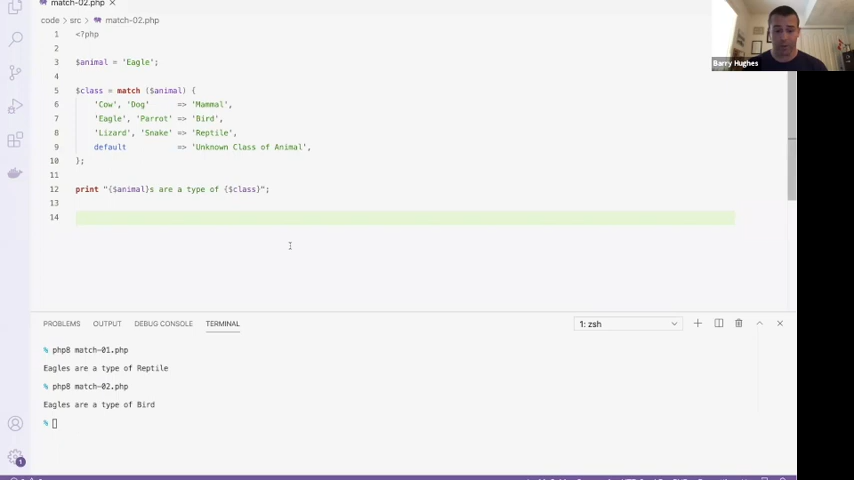 match-02.php
code > src > match-02.php
1 <?php
2
3 $animal = 'Eagle';
4
5 $class = match ($animal) {
6 'Cow', 'Dog' => 'Mammal',
7 'Eagle', 'Parrot' => 'Bird',
8 'Lizard', 'Snake' => 'Reptile',
9 default => 'Unknown Class of Animal',
10 };
11
12 print "{$animal}s are a type of {$class}";
13
14
Barry Hughes
PROBLEMS OUTPUT DEBUG CONSOLE TERMINAL 1: zsh
% php8 match-01.php
Eagles are a type of Reptile
% php8 match-02.php
Eagles are a type of Bird
%
1